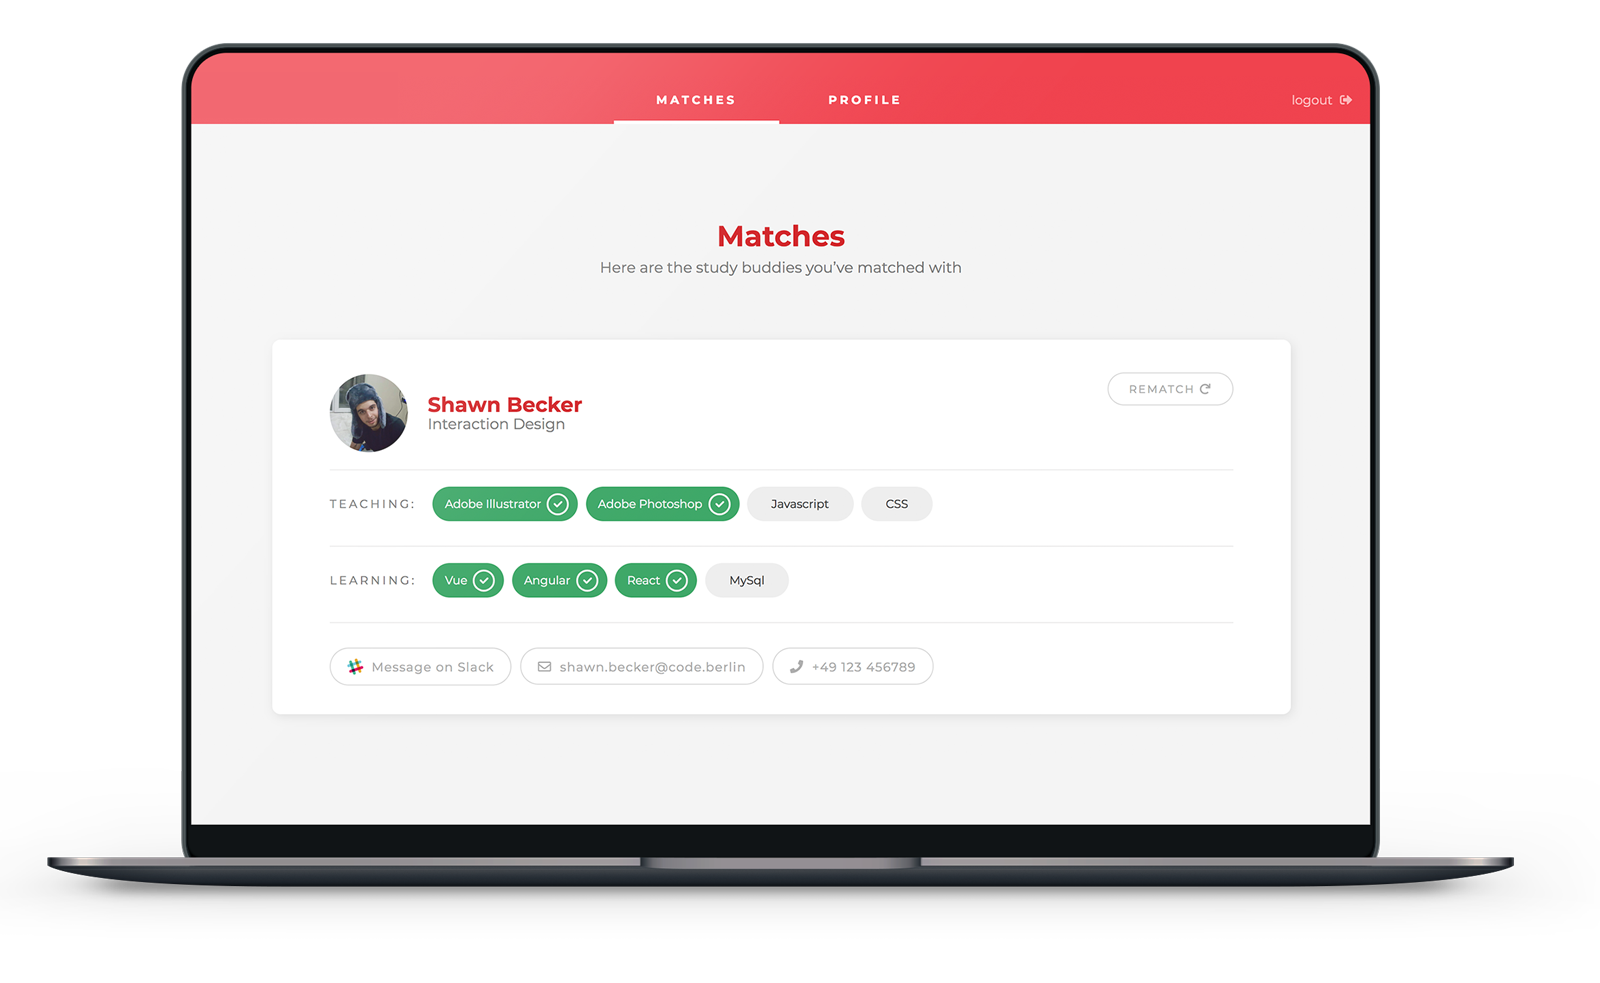 MATCHES PROFILE logout
Matches
Here are the study buddies you've matched with
Shawn Becker
Interaction Design
REMATCH
TEACHING: Adobe Illustrator Adobe Photoshop Javascript CSS
LEARNING: Vue Angular React MySql
Message on Slack shawn.becker@code.berlin +49 123 456789